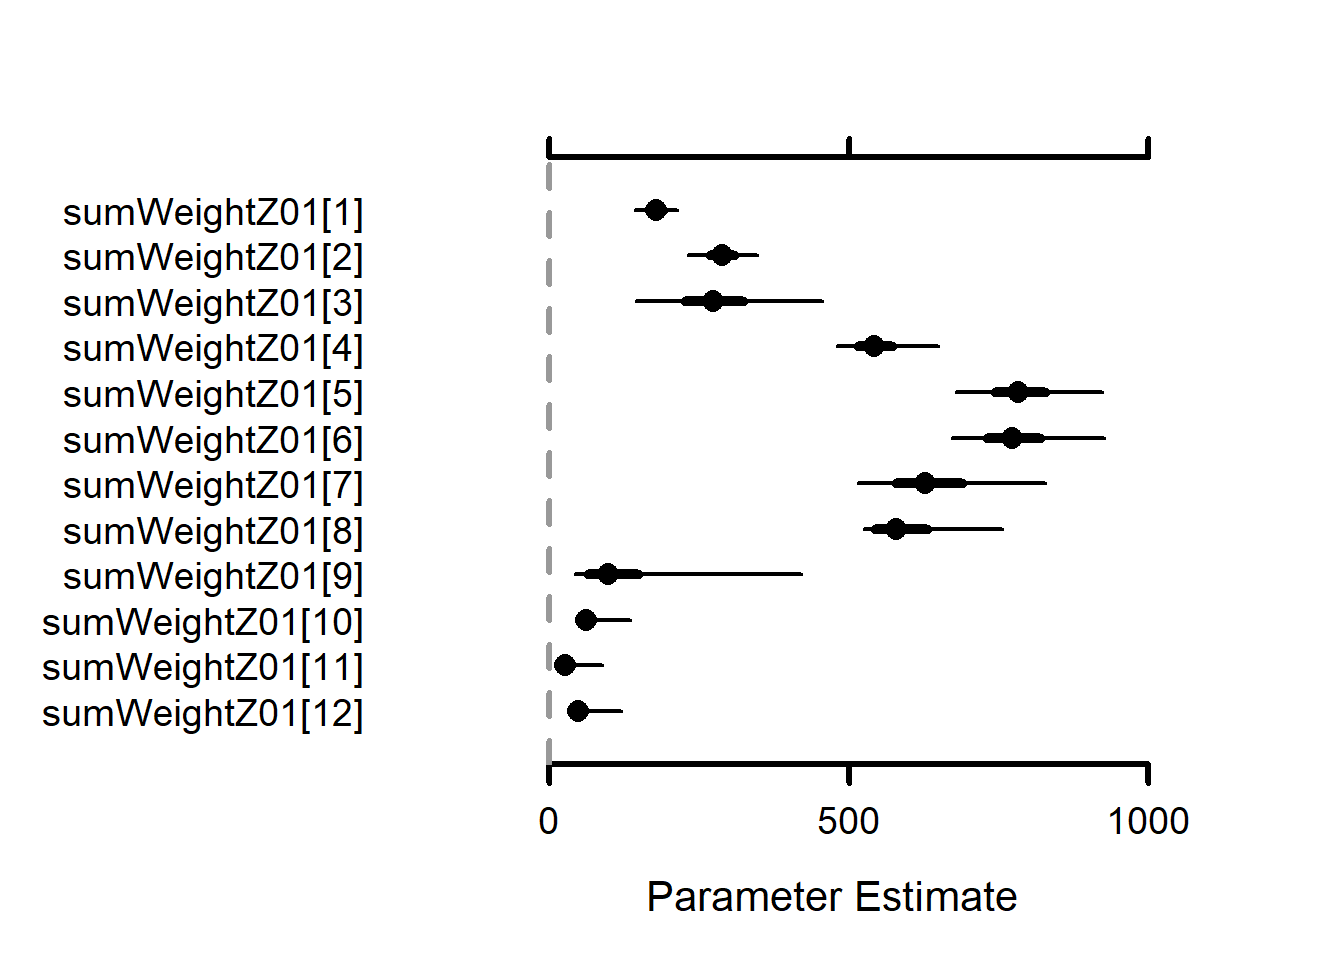 sumWeightZ01[1]
sumWeightZ01[2]
sumWeightZ01[3]
sumWeightZ01[4]
sumWeightZ01[5]
sumWeightZ01[6]
sumWeightZ01[7]
sumWeightZ01[8]
sumWeightZ01[9]
sumWeightZ01[10]
sumWeightZ01[11]
sumWeightZ01[12]
0 500 1000
Parameter Estimate